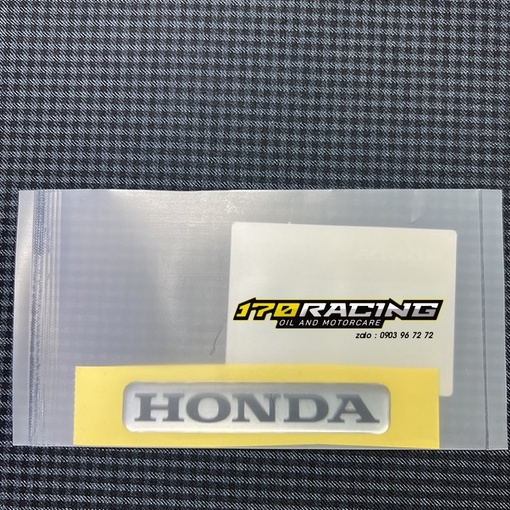 170RACING
OIL AND MOTORCARE
zalo : 0903 96 72 72
HONDA